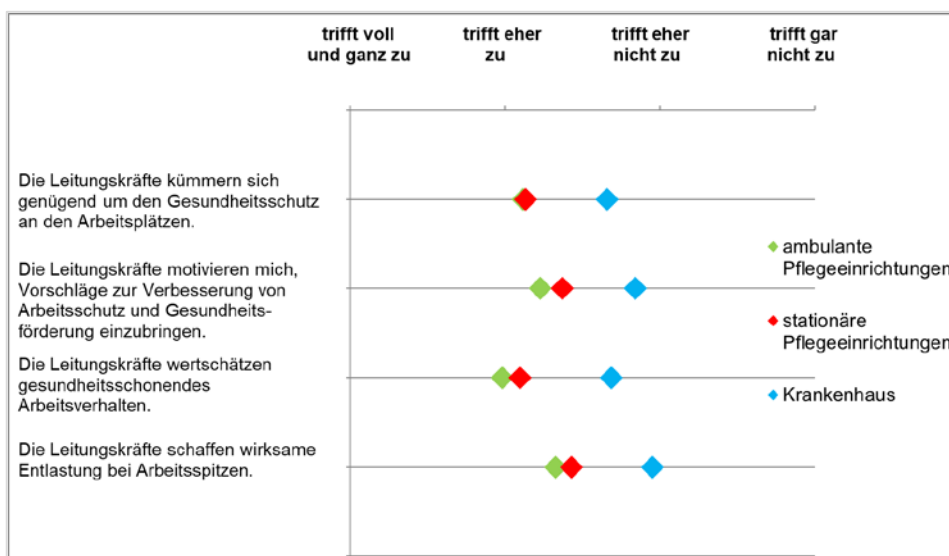 trifft voll
und ganz zu
trifft eher
zu
trifft eher
nicht zu
trifft gar
nicht zu
Die Leitungskräfte kümmern sich
genügend um den Gesundheitsschutz
an den Arbeitsplätzen.
Die Leitungskräfte motivieren mich,
Vorschläge zur Verbesserung von
Arbeitsschutz und Gesundheits-
förderung einzubringen.
Die Leitungskräfte wertschätzen
gesundheitsschonendes
Arbeitsverhalten.
Die Leitungskräfte schaffen wirksame
Entlastung bei Arbeitsspitzen.
ambulante
Pflegeeinrichtungen
stationäre
Pflegeeinrichtungen
Krankenhaus